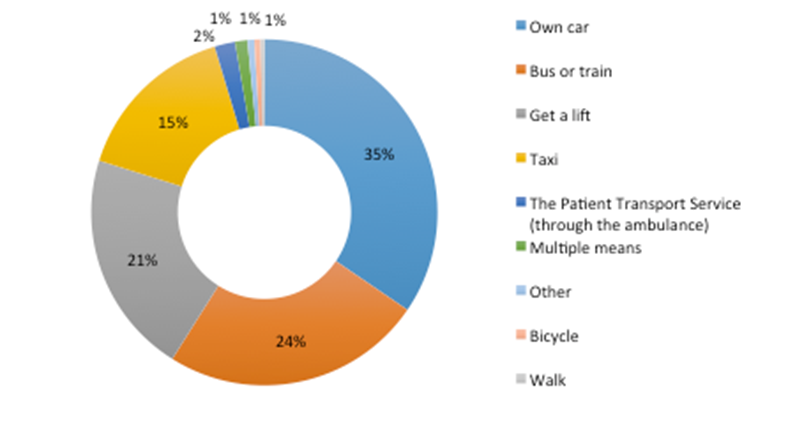 1% 1% 1%
2%
15%
35%
21%
24%
Own car
Bus or train
Get a lift
Taxi
The Patient Transport Service
(through the ambulance)
Multiple means
Other
Bicycle
Walk